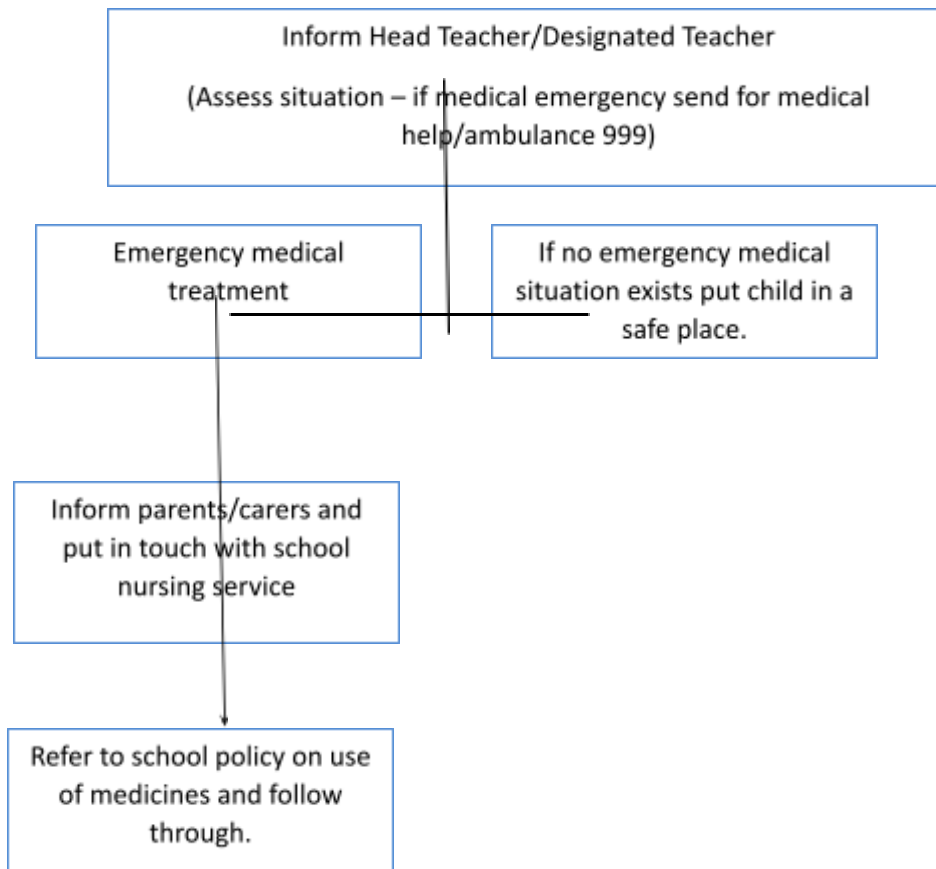 Inform Head Teacher/Designated Teacher
(Assess situation – if medical emergency send for medical
help/ambulance 999)
Emergency medical
treatment
If no emergency medical
situation exists put child in a
safe place.
Inform parents/carers and
put in touch with school
nursing service
Refer to school policy on use
of medicines and follow
through.